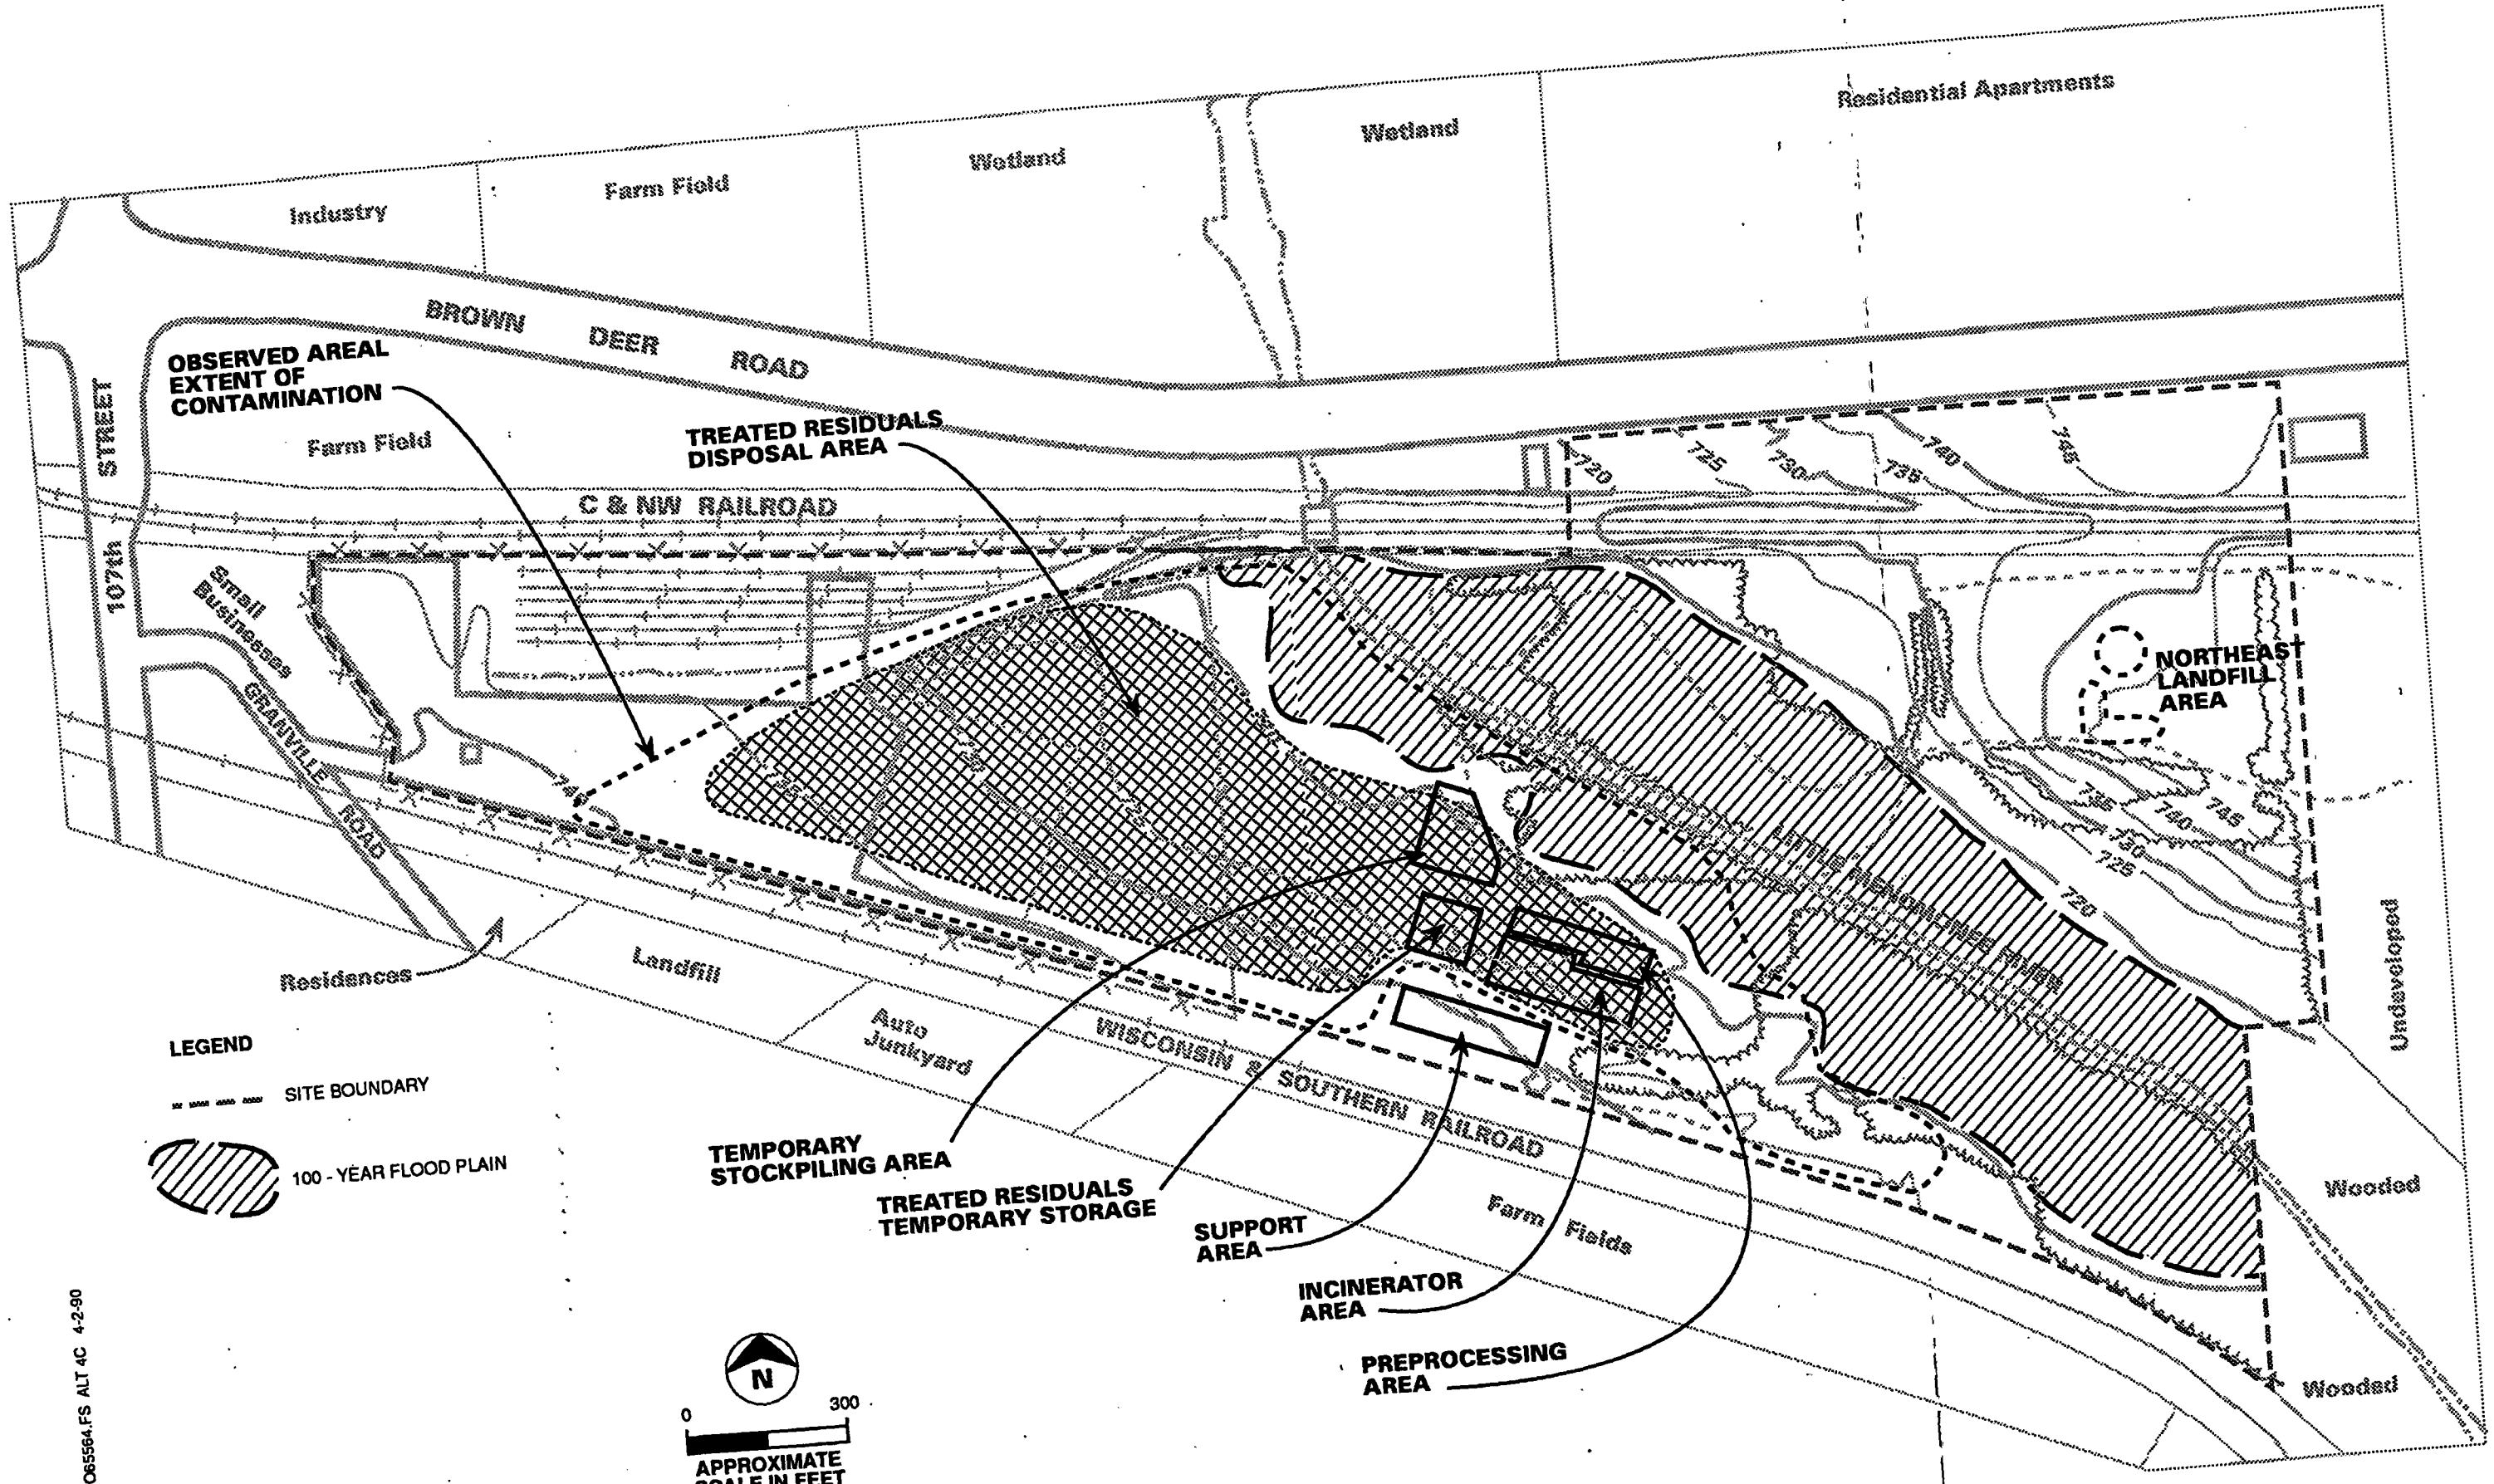 Residential Apartments
Wetland
Wetland
Farm Field
Industry
BROWN DEER ROAD
OBSERVED AREAL
EXTENT OF
CONTAMINATION
TREATED RESIDUALS
DISPOSAL AREA
Farm Field
107th STREET
C & NW RAILROAD
720
725
730
735
740
745
Small
Businesses
GRANVILLE ROAD
NORTHEAST
LANDFILL
AREA
LITTLE MENOMONEE RIVER
735
740
745
730
725
720
Undeveloped
Residences
Landfill
Auto
Junkyard
WISCONSIN & SOUTHERN RAILROAD
LEGEND
SITE BOUNDARY
100 - YEAR FLOOD PLAIN
TEMPORARY
STOCKPILING AREA
TREATED RESIDUALS
TEMPORARY STORAGE
SUPPORT
AREA
INCINERATOR
AREA
PREPROCESSING
AREA
Farm Fields
Wooded
Wooded
N
0 300
APPROXIMATE
SCALE IN FEET
O65564.FS ALT 4C 4-2-90